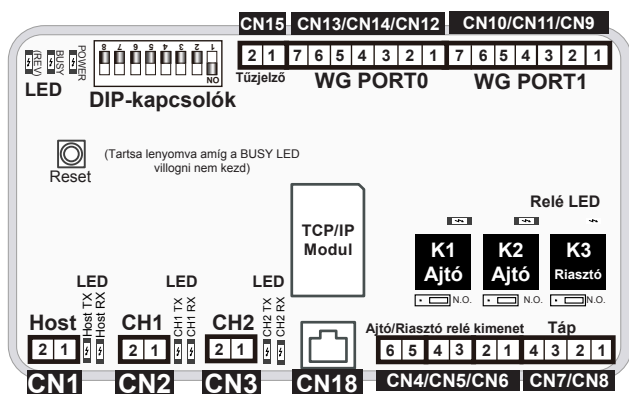 CN15 CN13/CN14/CN12 CN10/CN11/CN9
2 1 7 6 5 4 3 2 1 7 6 5 4 3 2 1
Tűzjelző WG PORT0 WG PORT1
(REV) BUSY POWER
LED
8 7 6 5 4 3 2 1
ON
DIP-kapcsolók
Reset
(Tartsa lenyomva amíg a BUSY LED
villogni nem kezd)
TCP/IP
Modul
Relé LED
K1
Ajtó
K2
Ajtó
K3
Riasztó
N.O. N.O. N.O.
LED LED LED
Host Host TX Host RX CH1 CH1 TX CH1 RX CH2 CH2 TX CH2 RX
Ajtó/Riasztó relé kimenet Táp
2 1 2 1 2 1 6 5 4 3 2 1 4 3 2 1
CN1 CN2 CN3 CN18 CN4/CN5/CN6 CN7/CN8